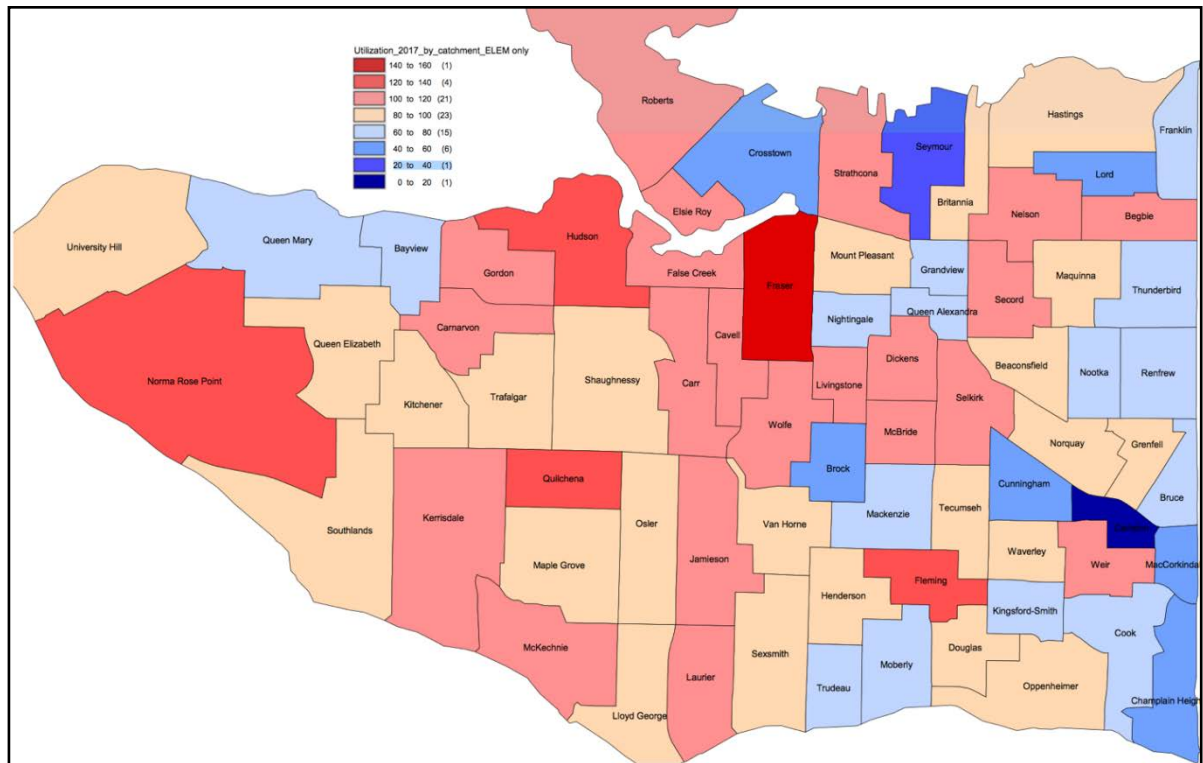 Utilization_2017_by_catchment_ELEM only
140 to 160 (1)
120 to 140 (4)
100 to 120 (21)
80 to 100 (23)
60 to 80 (15)
40 to 60 (6)
20 to 40 (1)
0 to 20 (1)
Roberts
Hastings
Franklin
Crosstown
Seymour
Strathcona
Lord
Elsie Roy
Britannia
Nelson
Begbie
University Hill
Queen Mary
Bayview
Hudson
Gordon
False Creek
Fraser
Mount Pleasant
Grandview
Maquinna
Thunderbird
Secord
Carnarvon
Cavell
Nightingale
Queen Alexandra
Queen Elizabeth
Dickens
Beaconsfield
Nootka
Renfrew
Norma Rose Point
Kitchener
Trafalgar
Shaughnessy
Carr
Livingstone
Selkirk
Wolfe
McBride
Norquay
Grenfell
Brock
Quilchena
Cunningham
Bruce
Kerrisdale
Osler
Mackenzie
Tecumseh
Southlands
Van Horne
Waverley
Maple Grove
Jamieson
Fleming
Weir
MacCorkinda
Henderson
Kingsford-Smith
McKechnie
Sexsmith
Douglas
Cook
Laurier
Trudeau
Moberly
Oppenheimer
Champlain Heigh
Lloyd George